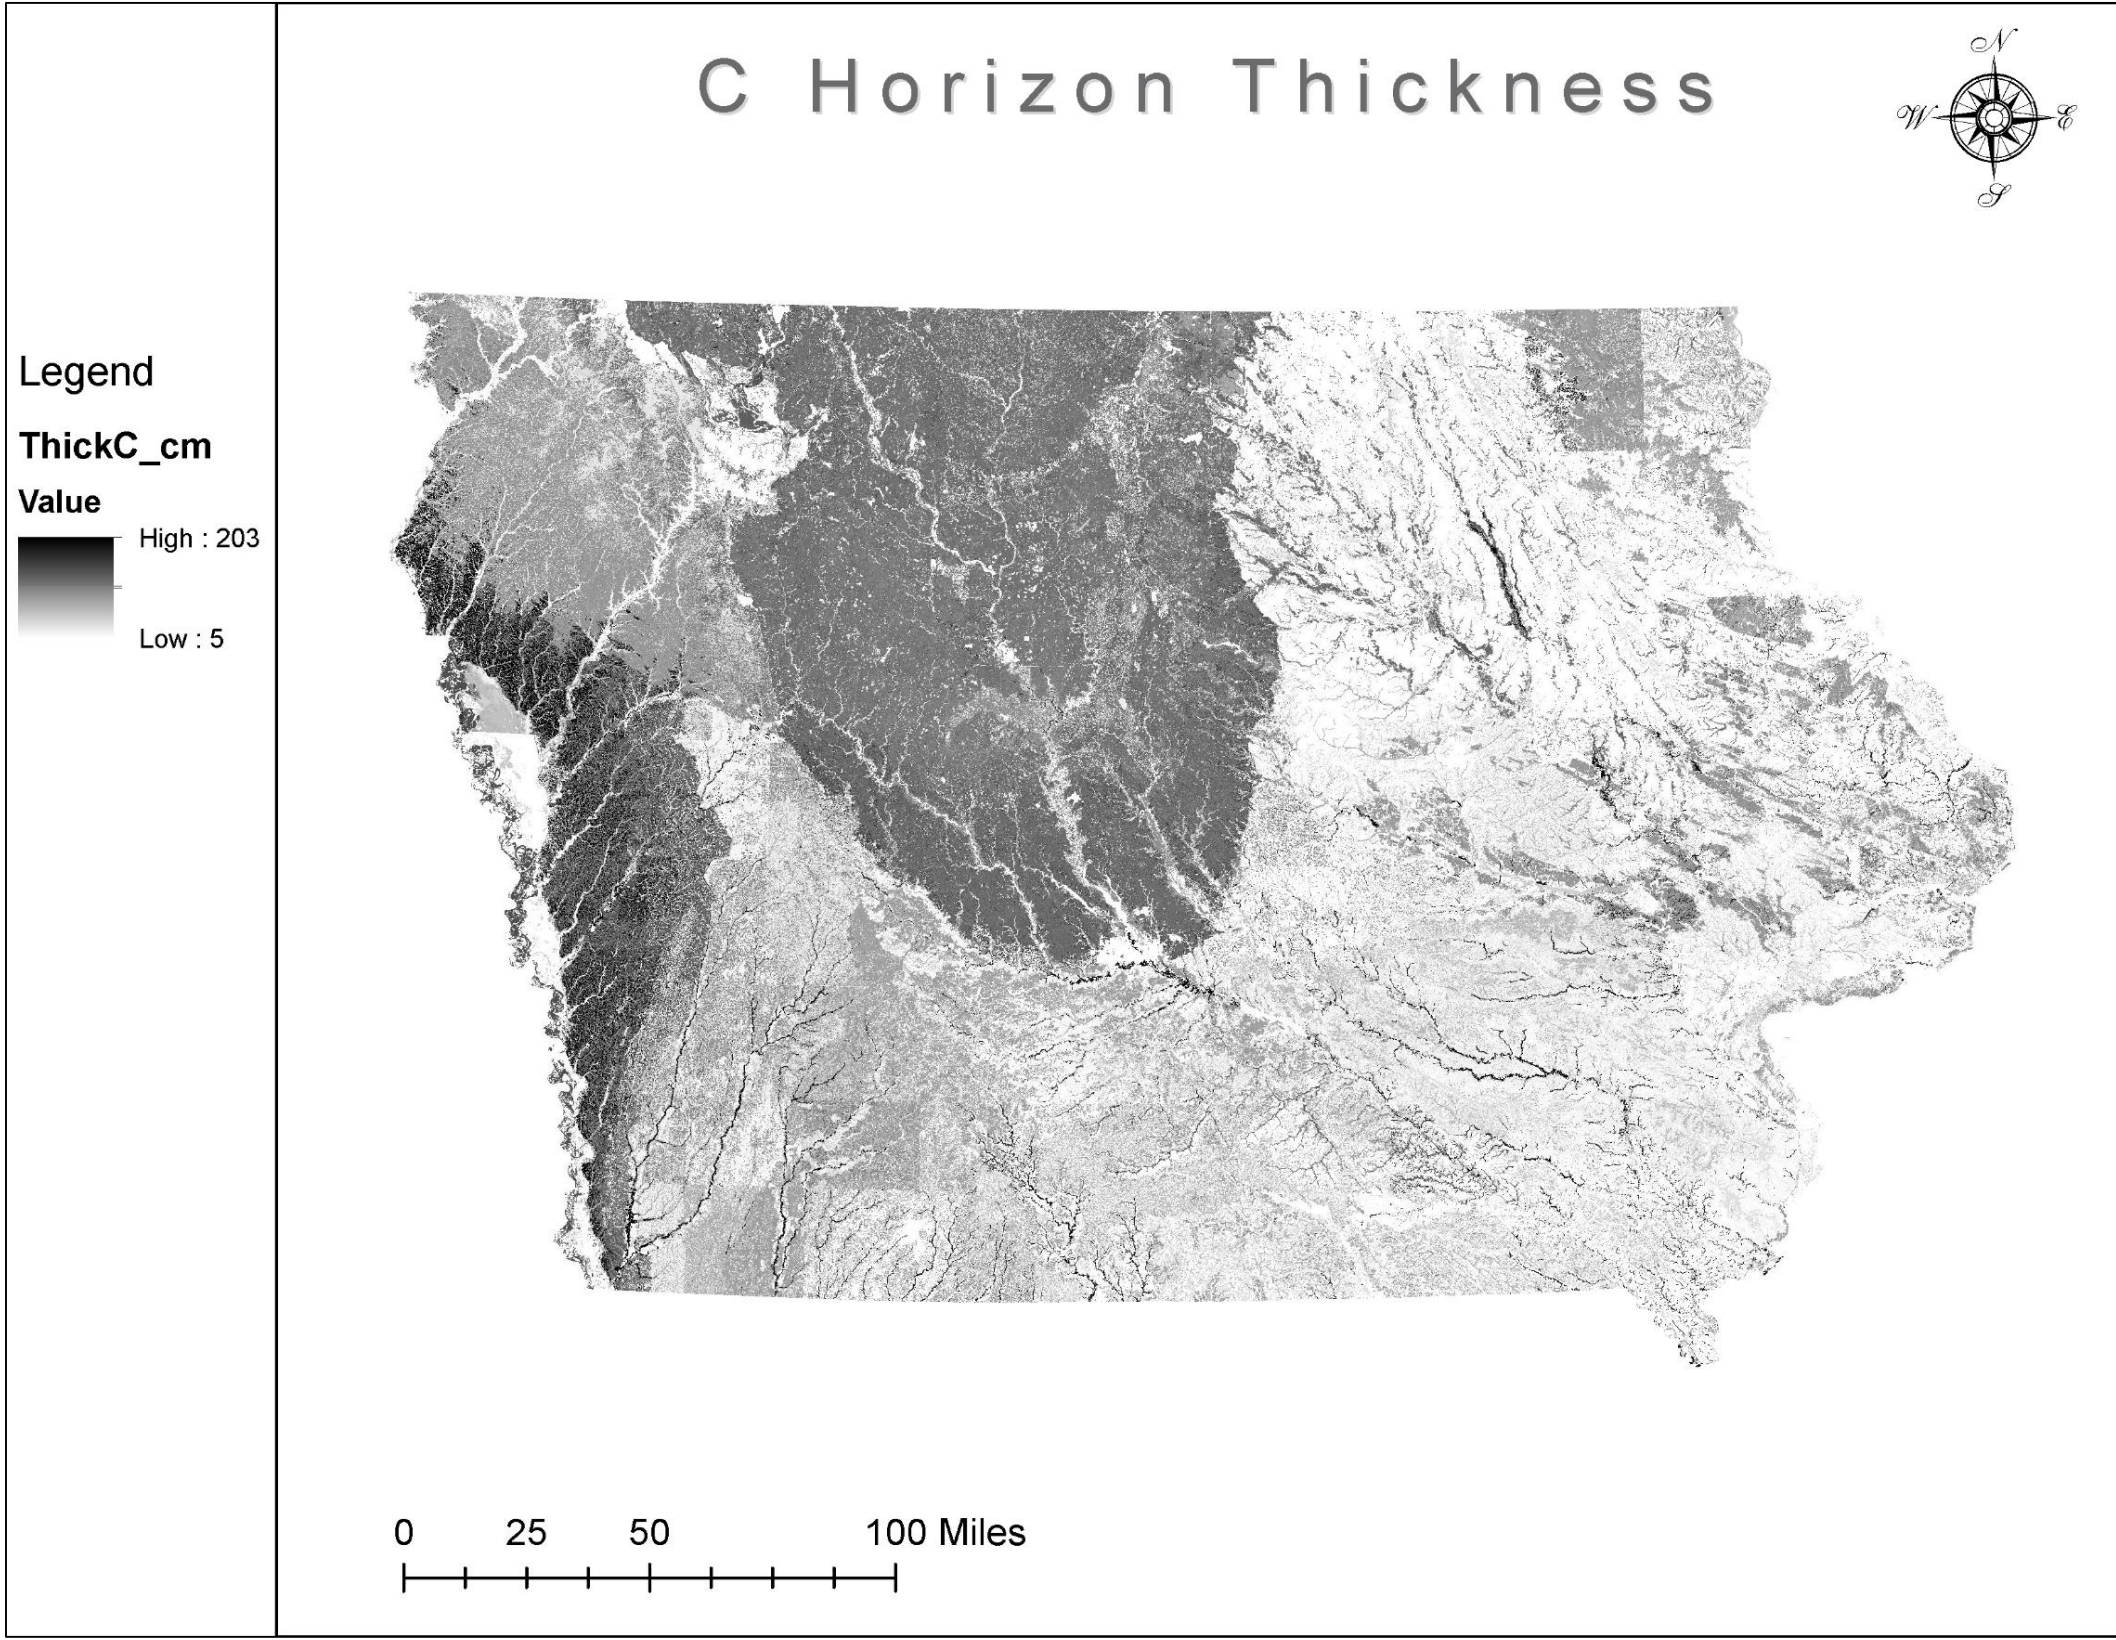 C Horizon Thickness
N
W
E
S
Legend
ThickC_cm
Value
High : 203
Low : 5
0 25 50 100 Miles